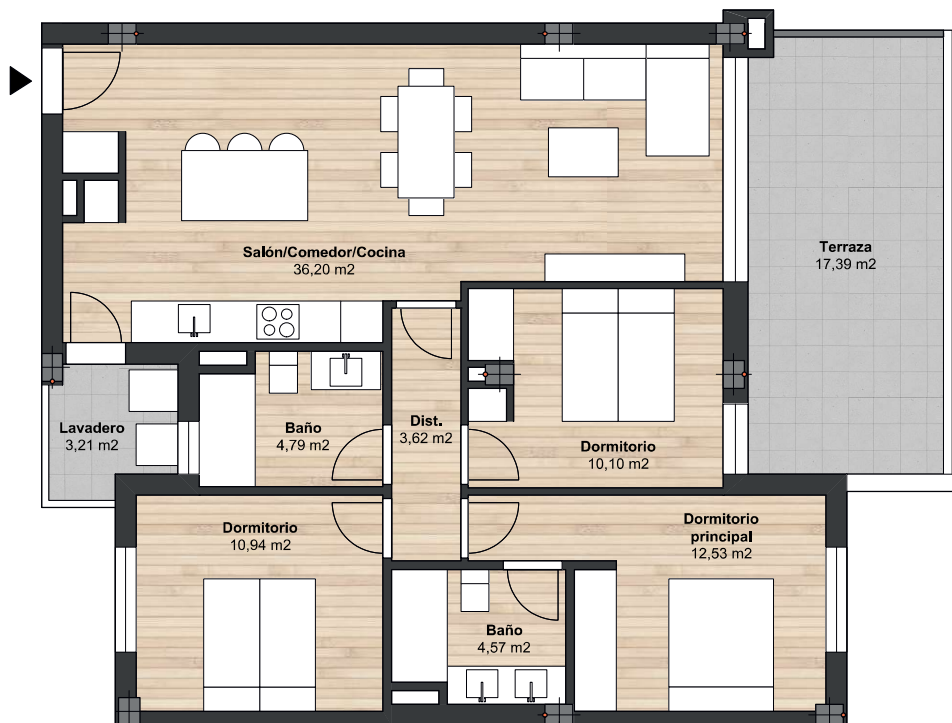 Salón/Comedor/Cocina
36,20 m2
Terraza
17,39 m2
Lavadero
3,21 m2
Baño
4,79 m2
Dist.
3,62 m2
Dormitorio
10,10 m2
Dormitorio
10,94 m2
Dormitorio
principal
12,53 m2
Baño
4,57 m2